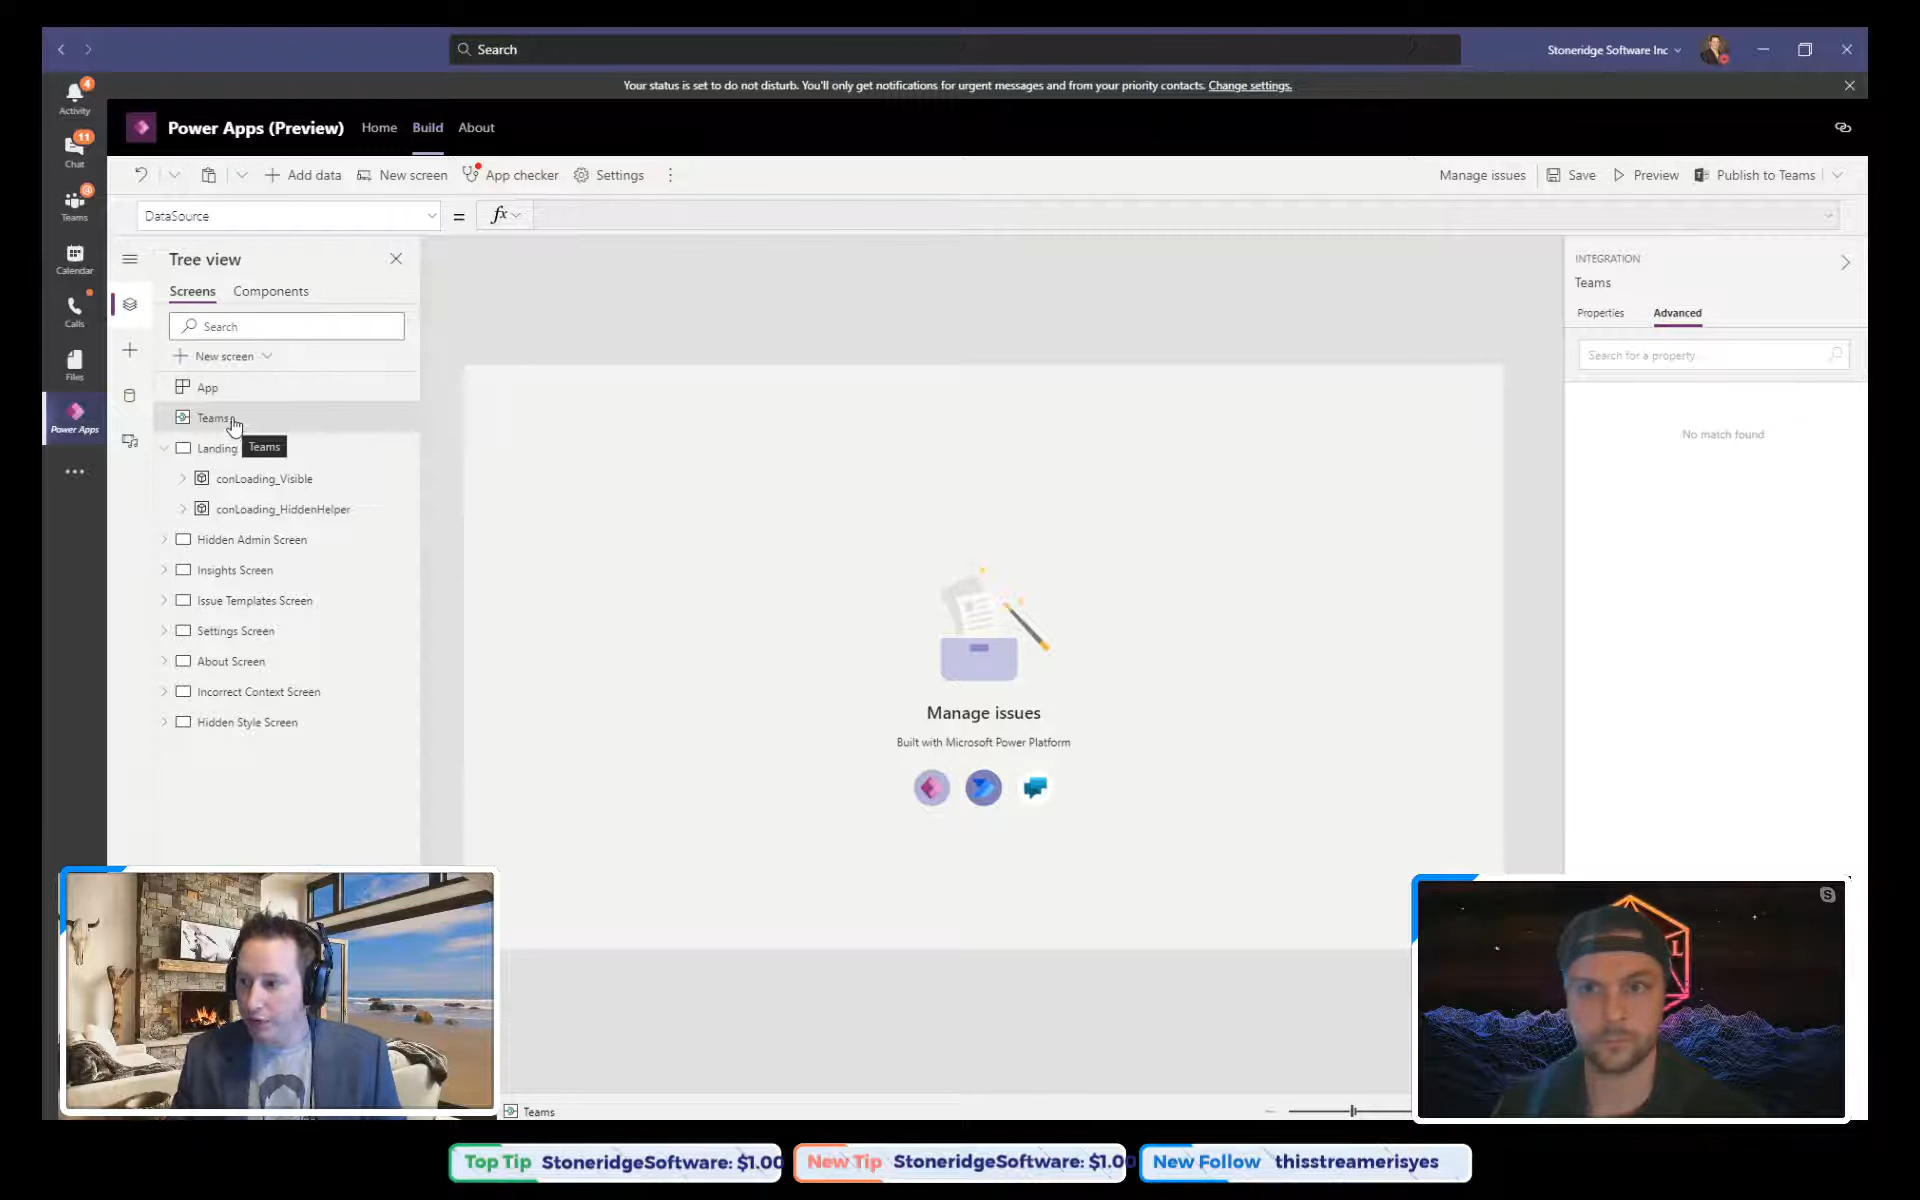 Search
Stoneridge Software Inc
Your status is set to do not disturb. You'll only get notifications for urgent messages and from your priority contacts. Change settings.
4
Activity
Power Apps (Preview)
Home
Build
About
11
Chat
Add data
New screen
App checker
Settings
Manage issues
Save
Preview
Publish to Teams
@
Teams
DataSource
=
fx
Calendar
Tree view
INTEGRATION
Teams
Screens
Components
Properties
Advanced
Calls
Search
Search for a property...
New screen
Files
App
Teams
Power Apps
No match found
Landing
Teams
conLoading_Visible
conLoading_HiddenHelper
Hidden Admin Screen
Insights Screen
Issue Templates Screen
Settings Screen
About Screen
Incorrect Context Screen
Hidden Style Screen
Manage issues
Built with Microsoft Power Platform
Teams
Top Tip StoneridgeSoftware: $1.00
New Tip StoneridgeSoftware: $1.00
New Follow thisstreamerisyes